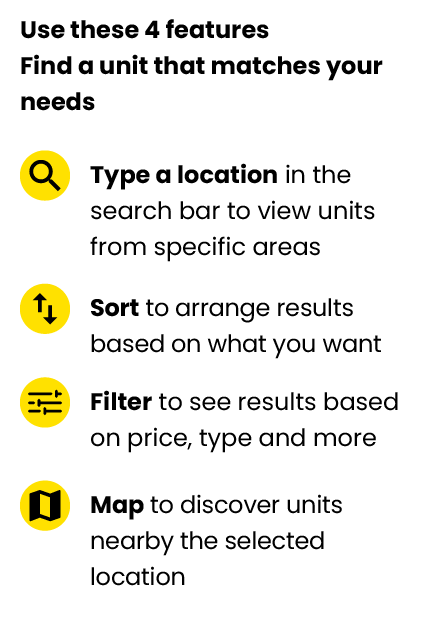 Use these 4 features
Find a unit that matches your
needs
Type a location in the
search bar to view units
from specific areas
Sort to arrange results
based on what you want
Filter to see results based
on price, type and more
Map to discover units
nearby the selected
location